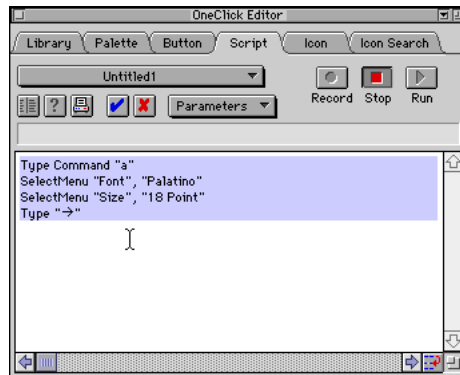 OneClick Editor
Library Palette Button Script Icon Icon Search
Untitled1
Record Stop Run
? Parameters
Type Command "a"
SelectMenu "Font", "Palatino"
SelectMenu "Size", "18 Point"
Type "→"